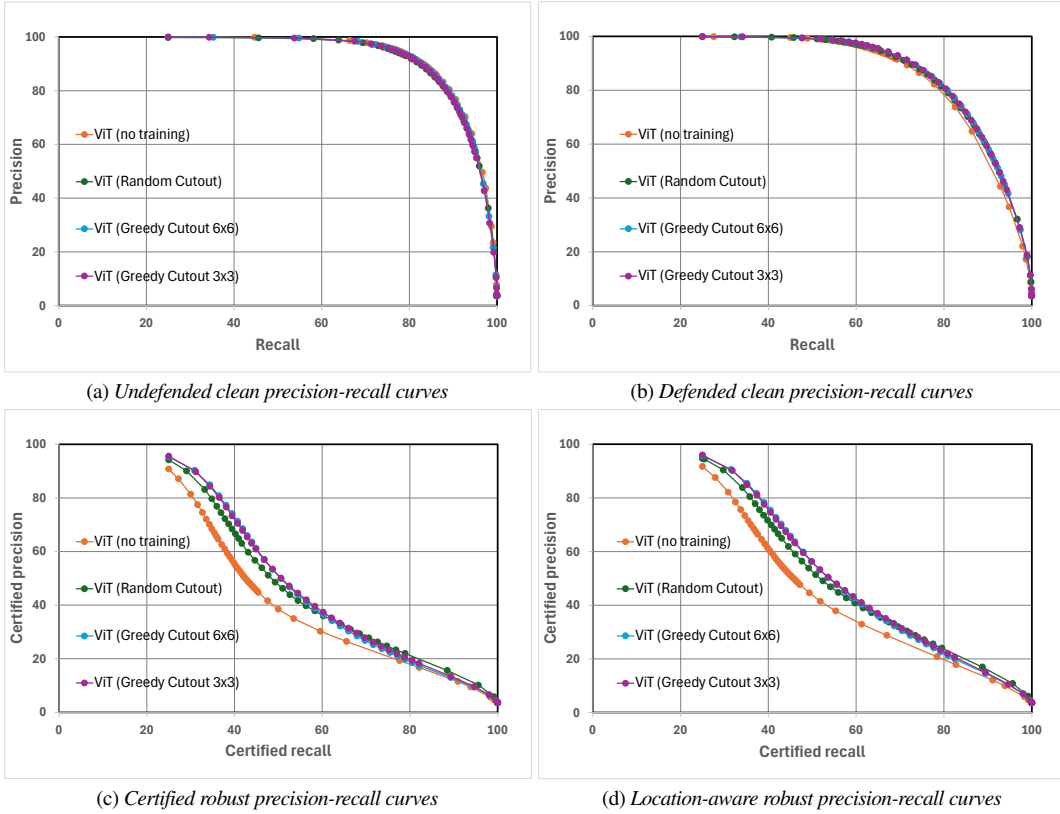 100
80
60
40
20
0
Precision
ViT (no training)
ViT (Random Cutout)
ViT (Greedy Cutout 6x6)
ViT (Greedy Cutout 3x3)
0 20 40 60 80 100
Recall
(a) Undefended clean precision-recall curves
100
80
60
40
20
0
Precision
ViT (no training)
ViT (Random Cutout)
ViT (Greedy Cutout 6x6)
ViT (Greedy Cutout 3x3)
0 20 40 60 80 100
Recall
(b) Defended clean precision-recall curves
100
80
60
40
20
0
Certified precision
ViT (no training)
ViT (Random Cutout)
ViT (Greedy Cutout 6x6)
ViT (Greedy Cutout 3x3)
0 20 40 60 80 100
Certified recall
(c) Certified robust precision-recall curves
100
80
60
40
20
0
Certified precision
ViT (no training)
ViT (Random Cutout)
ViT (Greedy Cutout 6x6)
ViT (Greedy Cutout 3x3)
0 20 40 60 80 100
Certified recall
(d) Location-aware robust precision-recall curves